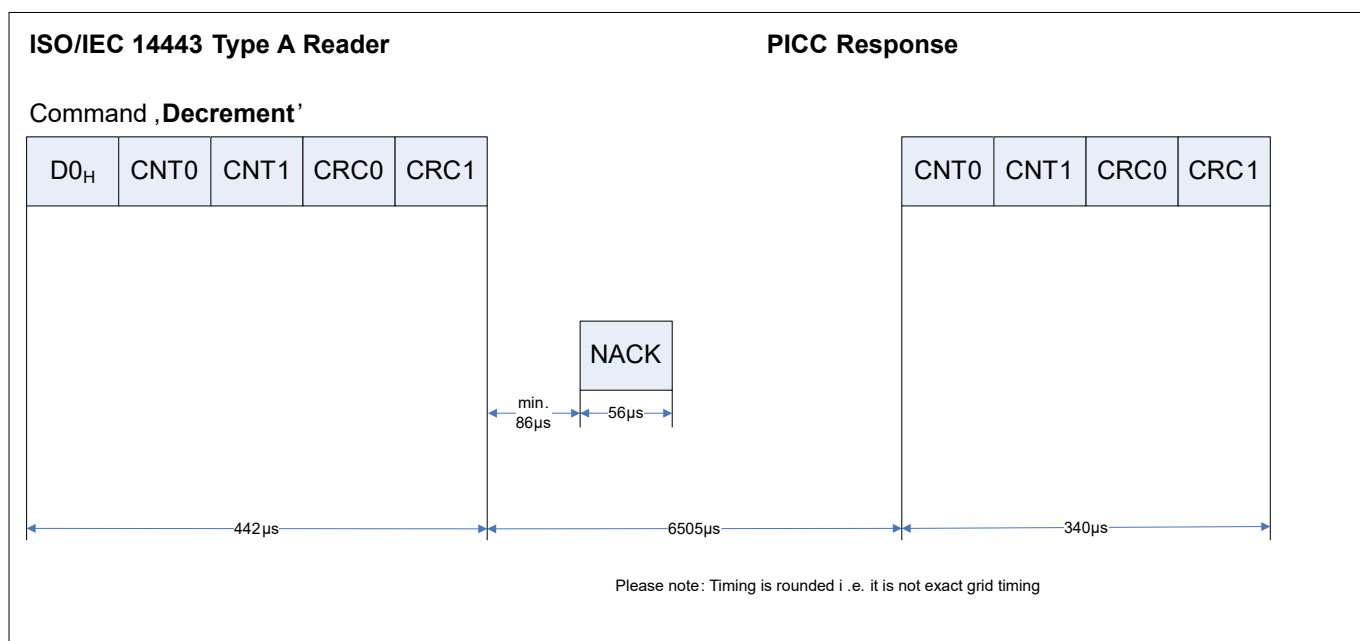 ISO/IEC 14443 Type A Reader
PICC Response
Command ‚Decrement’
D0H CNT0 CNT1 CRC0 CRC1
CNT0 CNT1 CRC0 CRC1
NACK
min.
86µs
56µs
442µs
6505µs
340µs
Please note: Timing is rounded i .e. it is not exact grid timing